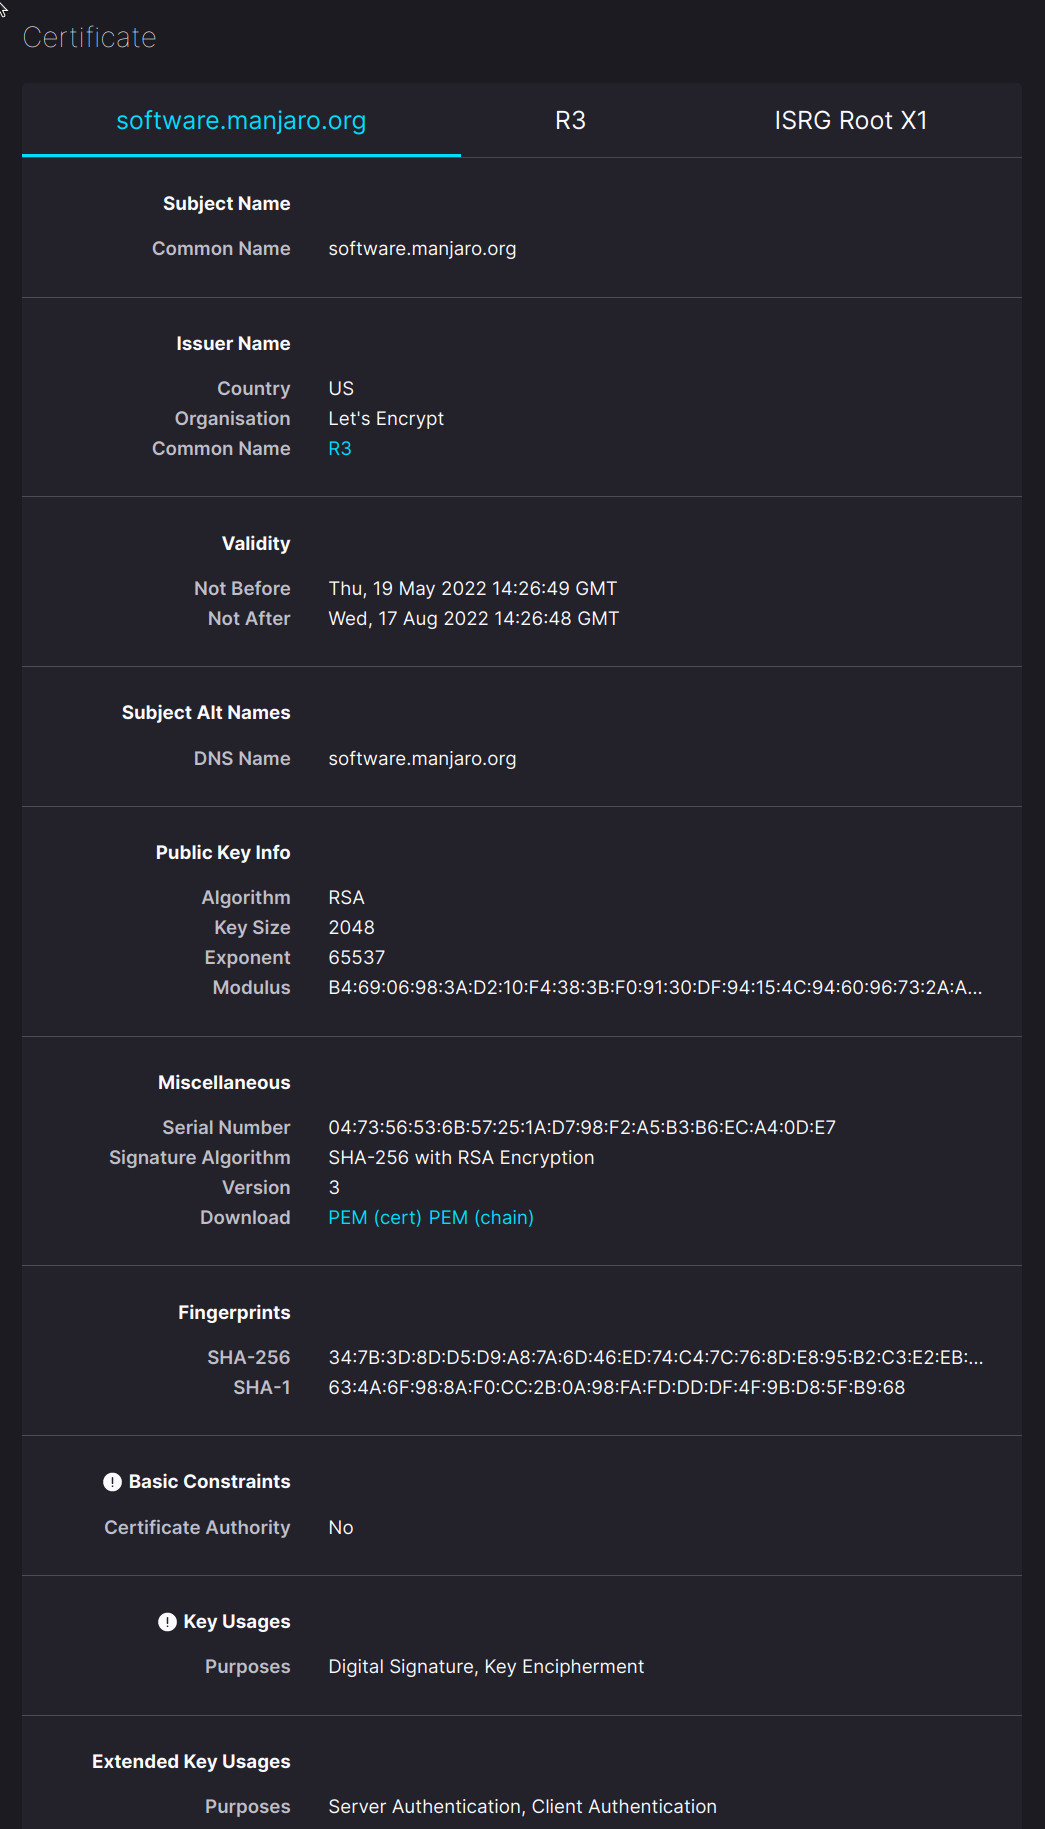 Certificate
software.manjaro.org R3 ISRG Root X1
Subject Name
Common Name software.manjaro.org
Issuer Name
Country US
Organisation Let's Encrypt
Common Name R3
Validity
Not Before Thu, 19 May 2022 14:26:49 GMT
Not After Wed, 17 Aug 2022 14:26:48 GMT
Subject Alt Names
DNS Name software.manjaro.org
Public Key Info
Algorithm RSA
Key Size 2048
Exponent 65537
Modulus B4:69:06:98:3A:D2:10:F4:38:3B:F0:91:30:DF:94:15:4C:94:60:96:73:2A:A...
Miscellaneous
Serial Number 04:73:56:53:6B:57:25:1A:D7:98:F2:A5:B3:B6:EC:A4:0D:E7
Signature Algorithm SHA-256 with RSA Encryption
Version 3
Download PEM (cert) PEM (chain)
Fingerprints
SHA-256 34:7B:3D:8D:D5:D9:A8:7A:6D:46:ED:74:C4:7C:76:8D:E8:95:B2:C3:E2:EB:...
SHA-1 63:4A:6F:98:8A:F0:CC:2B:0A:98:FA:FD:DD:DF:4F:9B:D8:5F:B9:68
Basic Constraints
Certificate Authority No
Key Usages
Purposes Digital Signature, Key Encipherment
Extended Key Usages
Purposes Server Authentication, Client Authentication